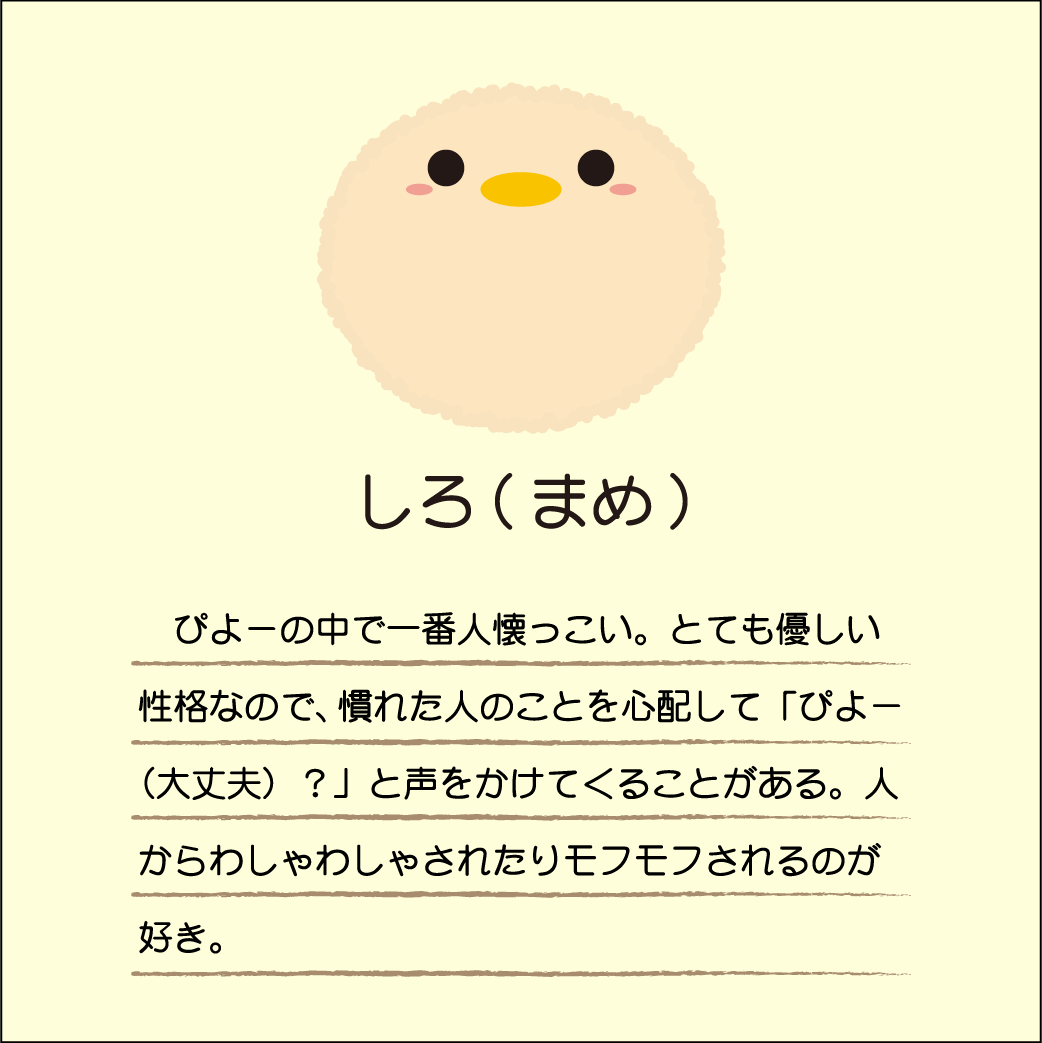 しろ(まめ)
ぴよーの中で一番人懐っこい。とても優しい
性格なので、慣れた人のことを心配して「ぴよー
（大丈夫）？」と声をかけてくることがある。人
からわしゃわしゃされたりモフモフされるのが
好き。